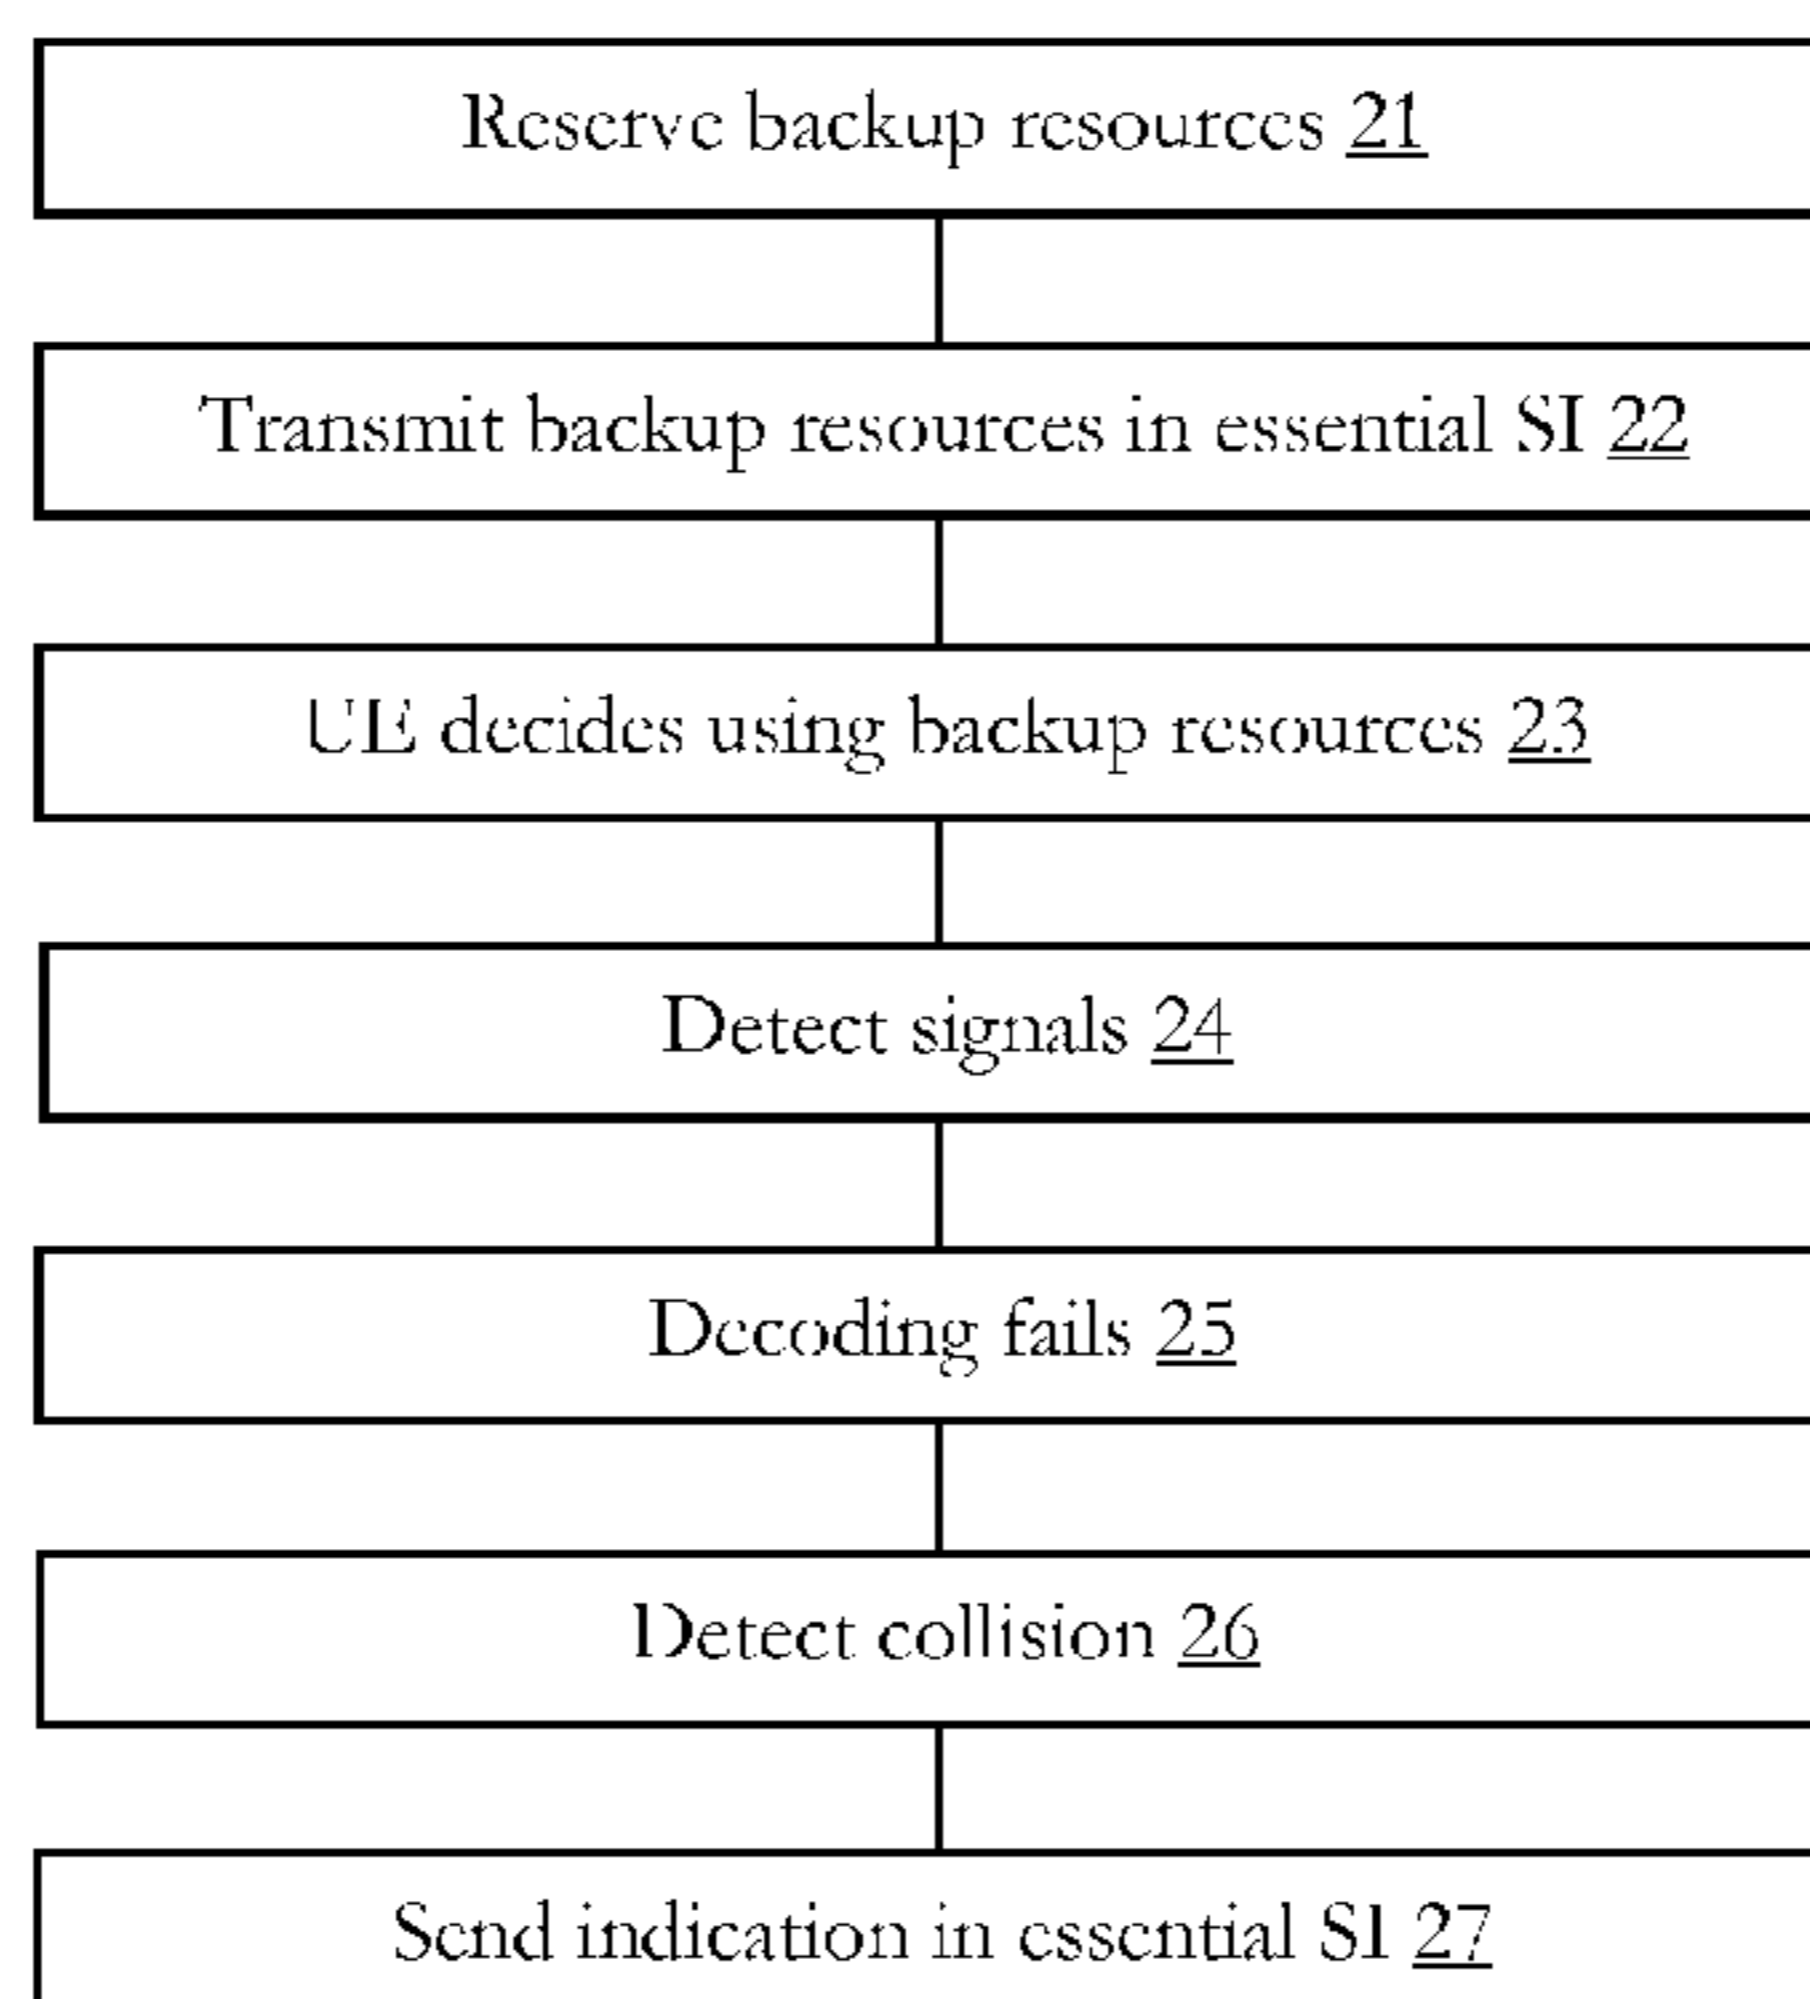 Reserve backup resources 21
Transmit backup resources in essential SI 22
UE decides using backup resources 23
Detect signals 24
Decoding fails 25
Detect collision 26
Send indication in essential SI 27